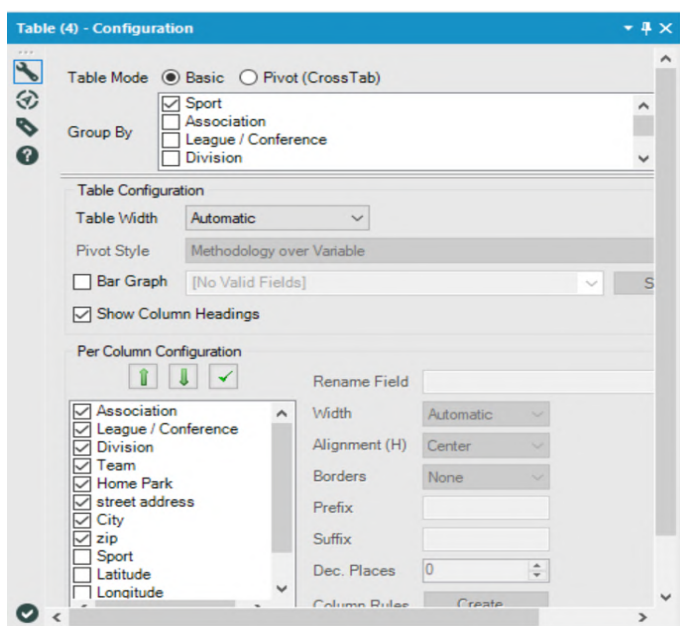 Table (4) - Configuration
Table Mode Basic Pivot (CrossTab)
Group By
Sport
Association
League / Conference
Division
Table Configuration
Table Width Automatic
Pivot Style Methodology over Variable
Bar Graph [No Valid Fields] S
Show Column Headings
Per Column Configuration
Association
League / Conference
Division
Team
Home Park
street address
City
zip
Sport
Latitude
Longitude
Rename Field
Width Automatic
Alignment (H) Center
Borders None
Prefix
Suffix
Dec. Places 0
Column Rules Create